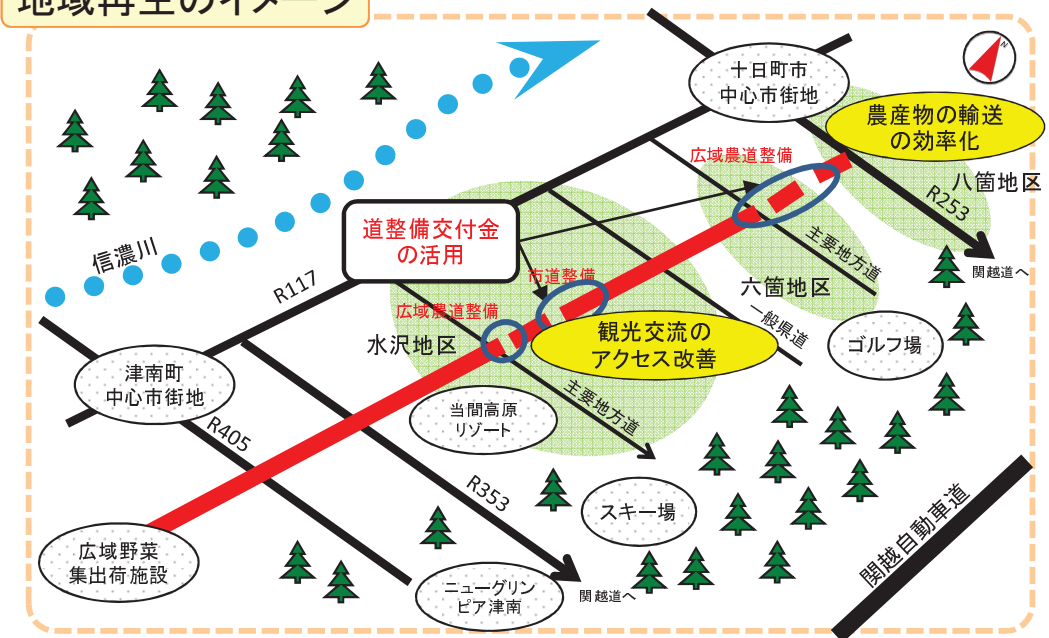 地域再生のイメージ
N
十日町市
中心市街地
農産物の輸送
の効率化
広域農道整備
八箇地区
R253
関越道へ
道整備交付金
の活用
主要地方道
信濃川
R117
市道整備
六箇地区
広域農道整備
一般県道
水沢地区
観光交流の
アクセス改善
ゴルフ場
津南町
中心市街地
主要地方道
当間高原
リゾート
R405
R353
スキー場
関越自動車道
広域野菜
集出荷施設
ニューグリン
ピア津南
関越道へ